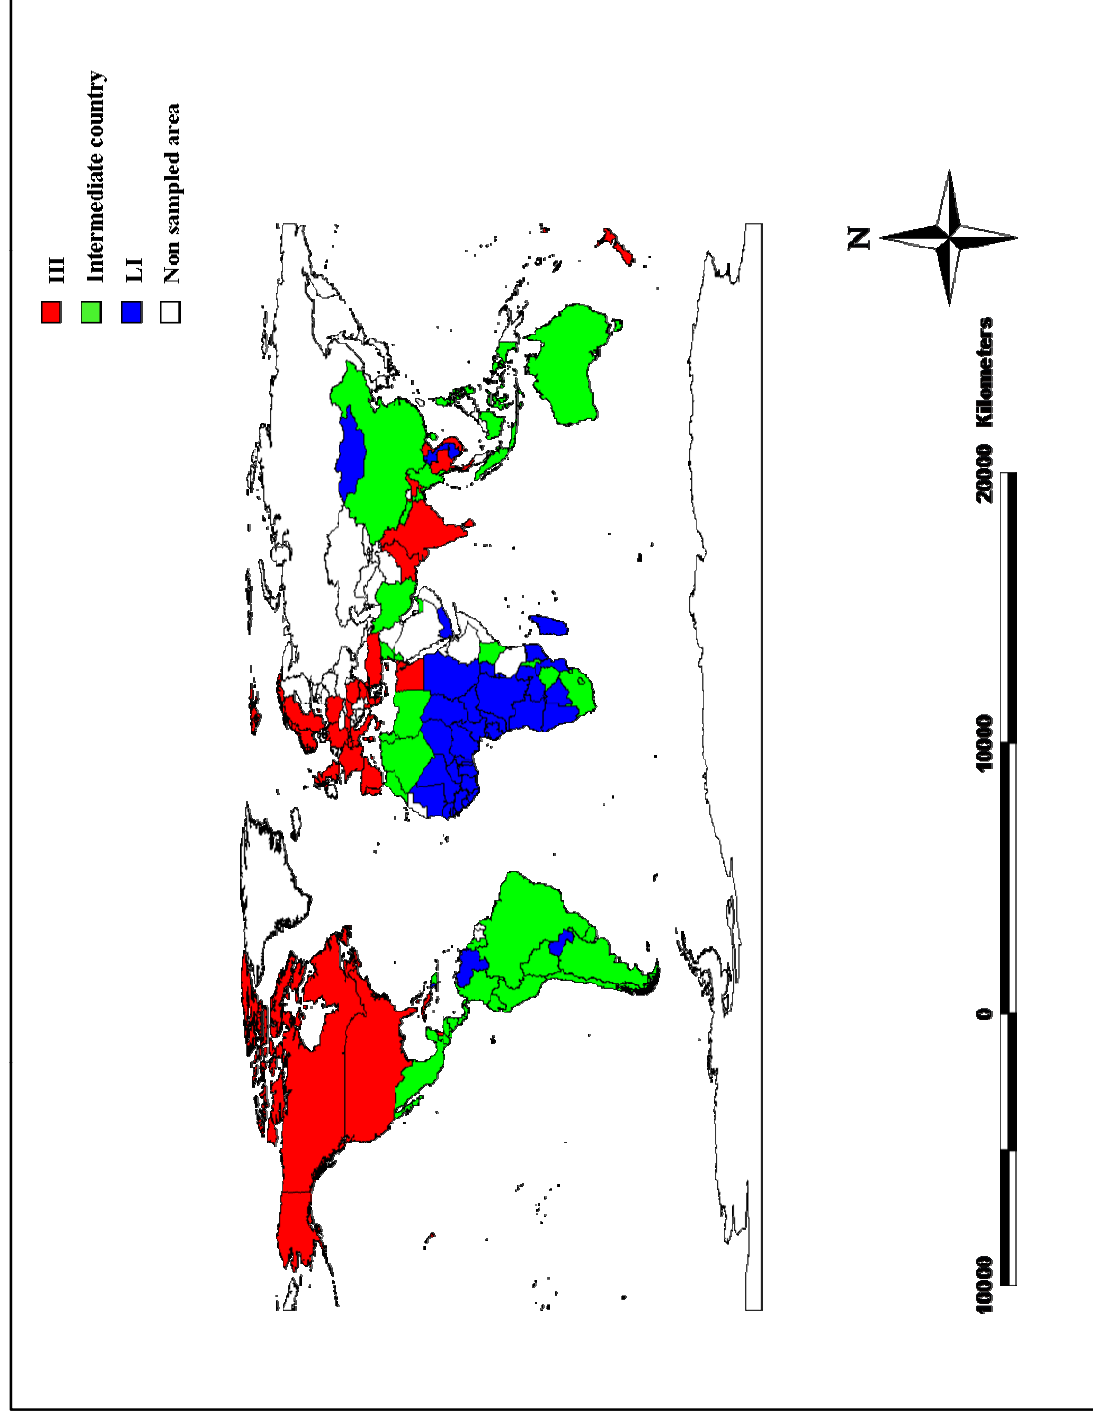 III
Intermediate country
LI
Non sampled area
N
10000 0 10000 20000 Kilometers